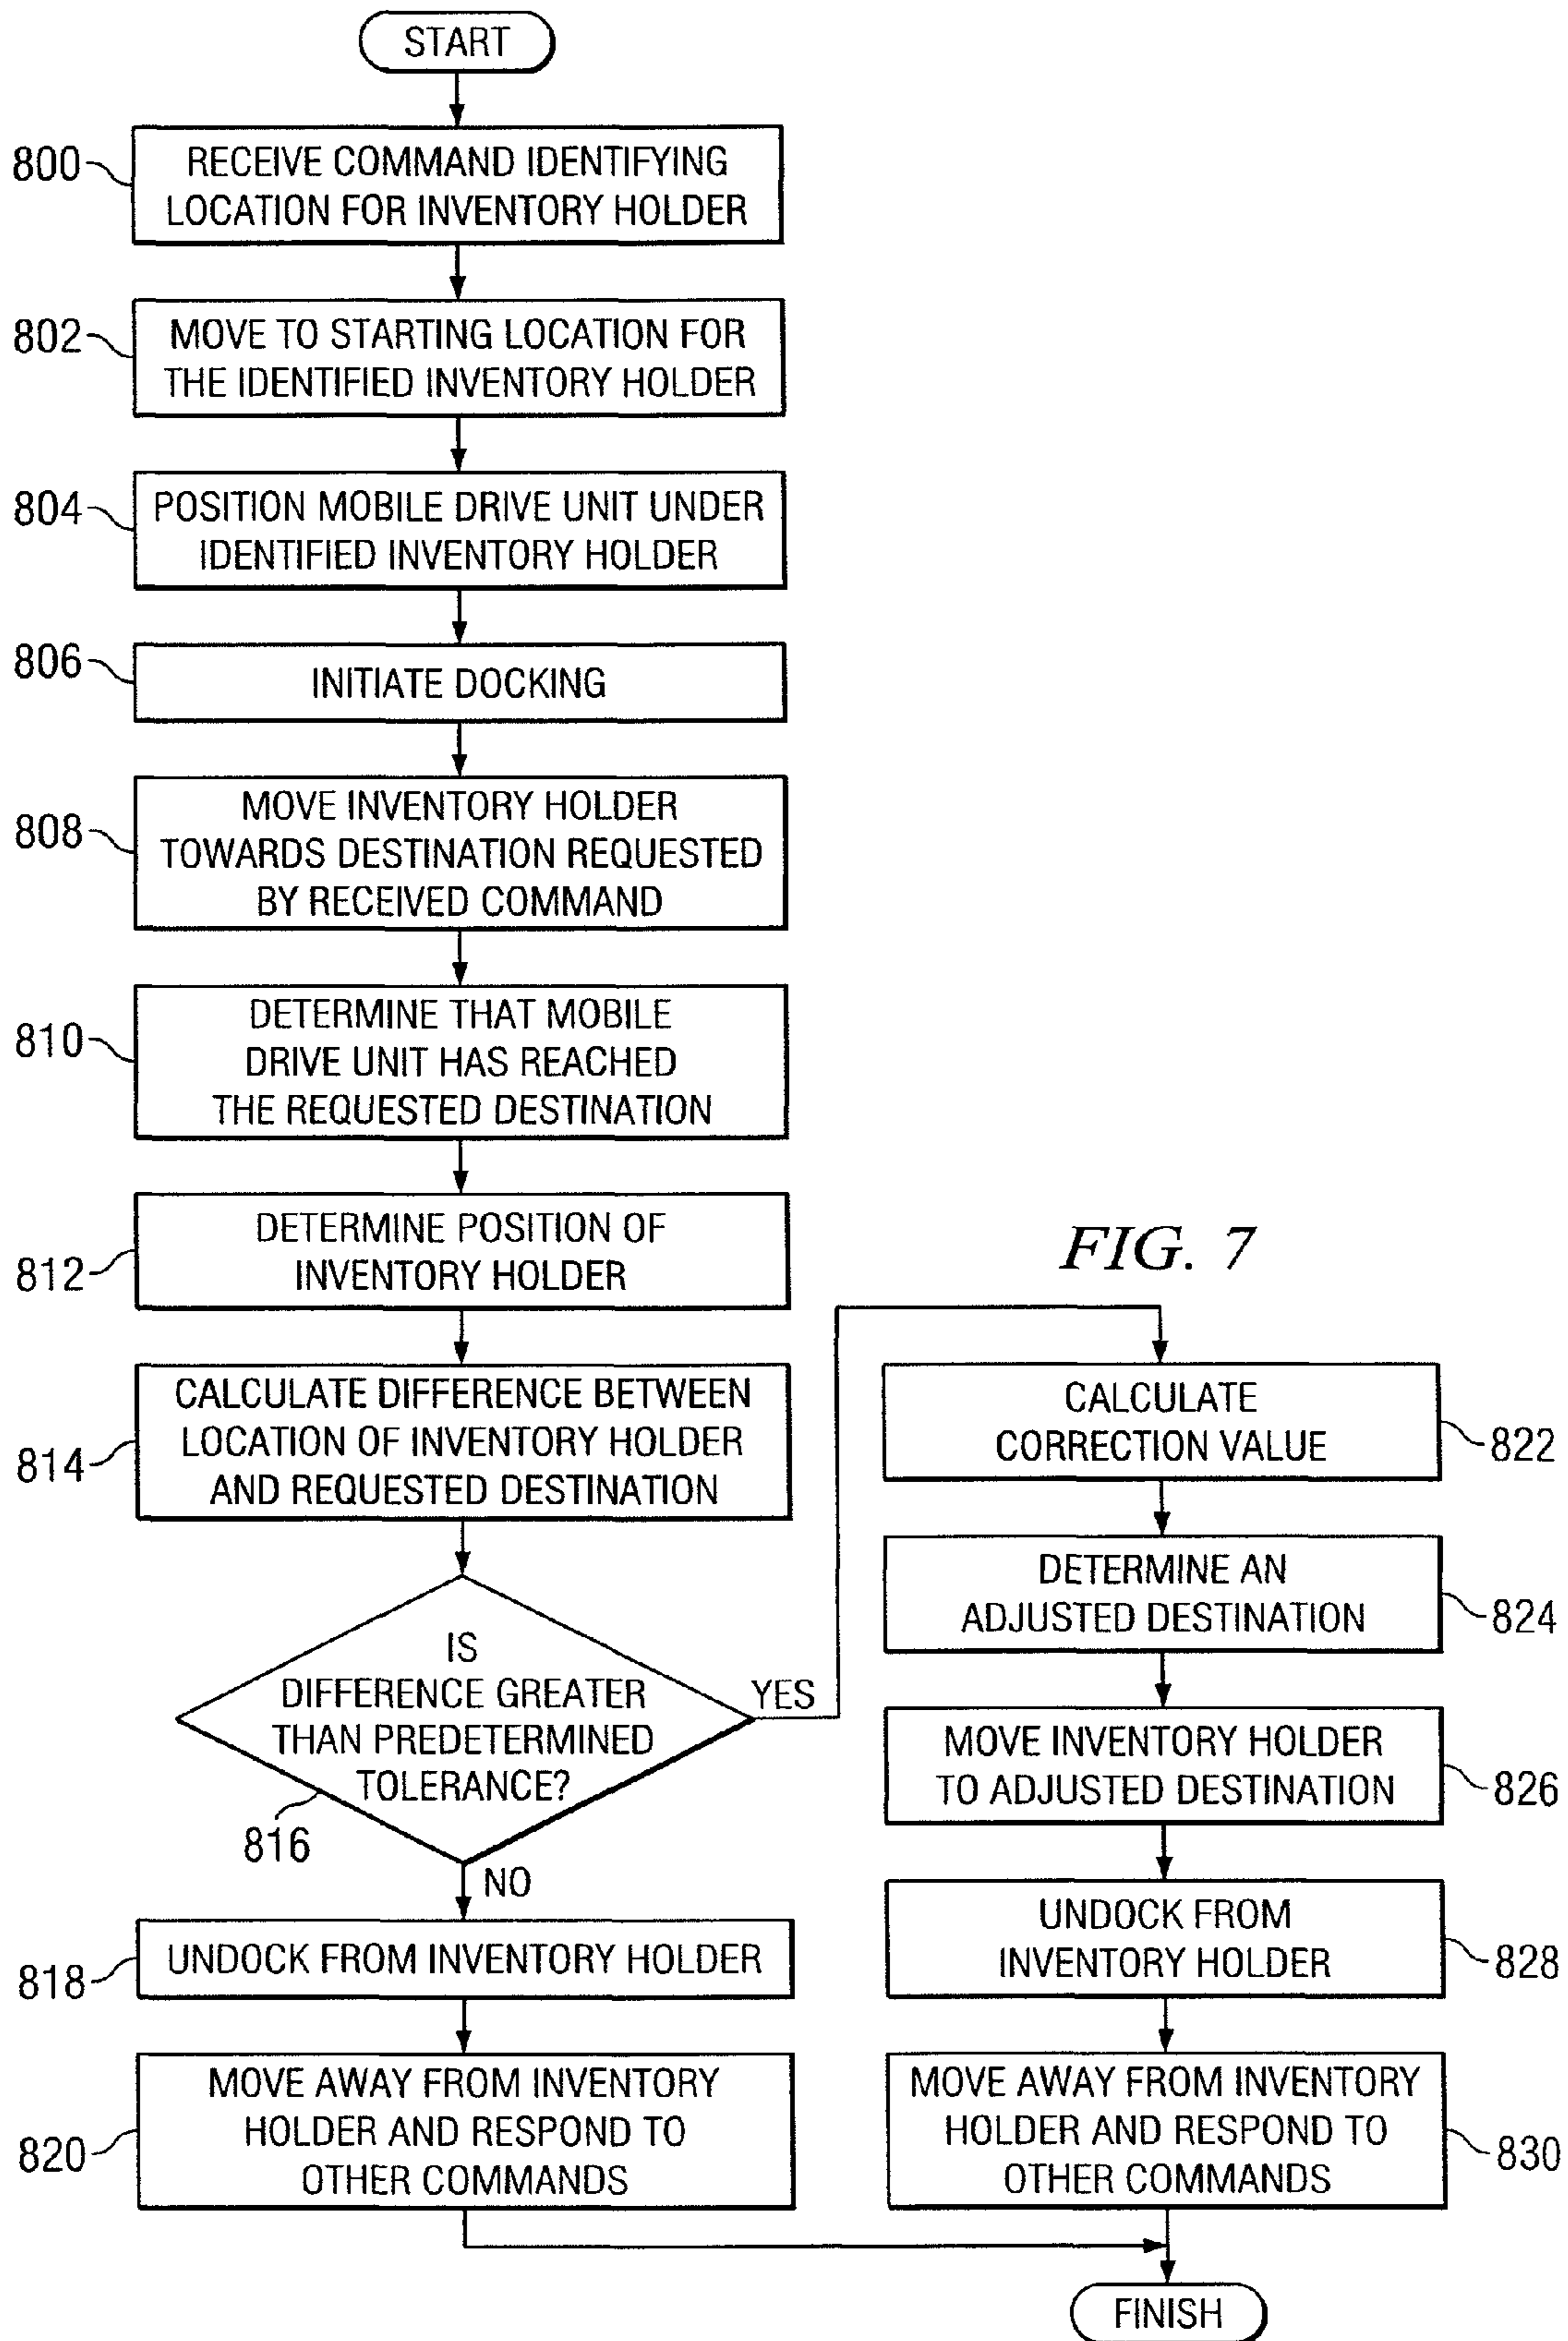 START
800
RECEIVE COMMAND IDENTIFYING
LOCATION FOR INVENTORY HOLDER
802
MOVE TO STARTING LOCATION FOR
THE IDENTIFIED INVENTORY HOLDER
804
POSITION MOBILE DRIVE UNIT UNDER
IDENTIFIED INVENTORY HOLDER
806
INITIATE DOCKING
808
MOVE INVENTORY HOLDER
TOWARDS DESTINATION REQUESTED
BY RECEIVED COMMAND
810
DETERMINE THAT MOBILE
DRIVE UNIT HAS REACHED
THE REQUESTED DESTINATION
812
DETERMINE POSITION OF
INVENTORY HOLDER
814
CALCULATE DIFFERENCE BETWEEN
LOCATION OF INVENTORY HOLDER
AND REQUESTED DESTINATION
IS
DIFFERENCE GREATER
THAN PREDETERMINED
TOLERANCE?
816
YES
NO
818
UNDOCK FROM INVENTORY HOLDER
820
MOVE AWAY FROM INVENTORY
HOLDER AND RESPOND TO
OTHER COMMANDS
FIG. 7
CALCULATE
CORRECTION VALUE
822
DETERMINE AN
ADJUSTED DESTINATION
824
MOVE INVENTORY HOLDER
TO ADJUSTED DESTINATION
826
UNDOCK FROM
INVENTORY HOLDER
828
MOVE AWAY FROM INVENTORY
HOLDER AND RESPOND TO
OTHER COMMANDS
830
FINISH